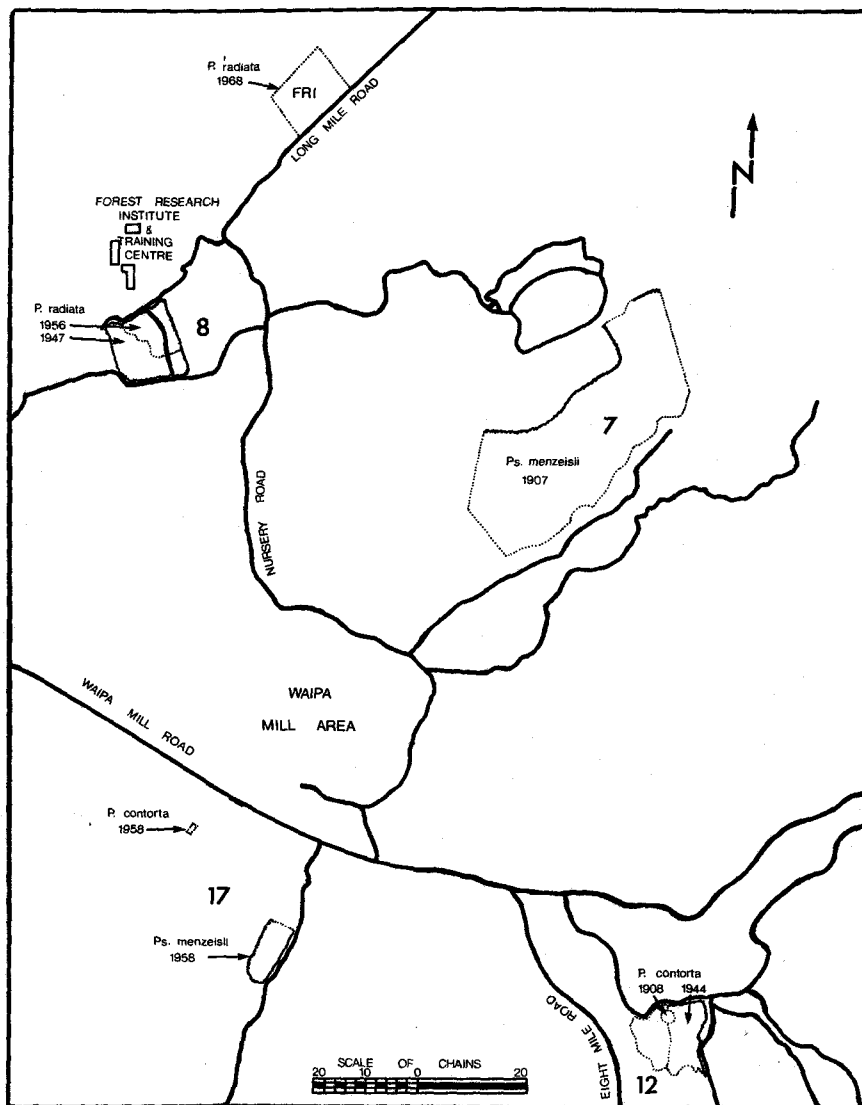 P. radiata
1968
FRI
LONG MILE ROAD
N
FOREST RESEARCH
INSTITUTE
&
TRAINING
CENTRE
P. radiata
1956
1947
8
7
Ps. menzeisii
1907
NURSERY ROAD
WAIPA MILL ROAD
WAIPA
MILL AREA
P. contorta
1958
17
Ps. menzeisii
1958
P. contorta
1908 1944
EIGHT MILE ROAD
12
SCALE OF CHAINS
20 10 0 20